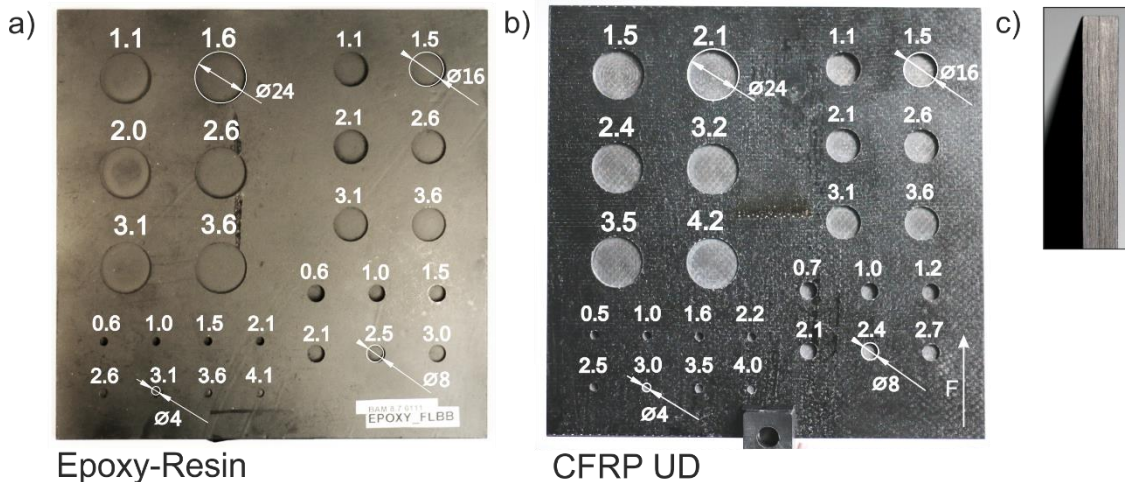 a)
1.1 1.6 1.1 1.5
Ø24 Ø16
2.0 2.6 2.1 2.6
3.1 3.6 3.1 3.6
0.6 1.0 1.5
0.6 1.0 1.5 2.1
2.1 2.5 3.0
2.6 3.1 3.6 4.1
Ø8
Ø4
EPOXY_FLBB
Epoxy-Resin
b)
1.5 2.1 1.1 1.5
Ø24 Ø16
2.4 3.2 2.1 2.6
3.5 4.2 3.1 3.6
0.7 1.0 1.2
0.5 1.0 1.6 2.2
2.1 2.4 2.7
2.5 3.0 3.5 4.0
Ø8
Ø4
F
CFRP UD
c)